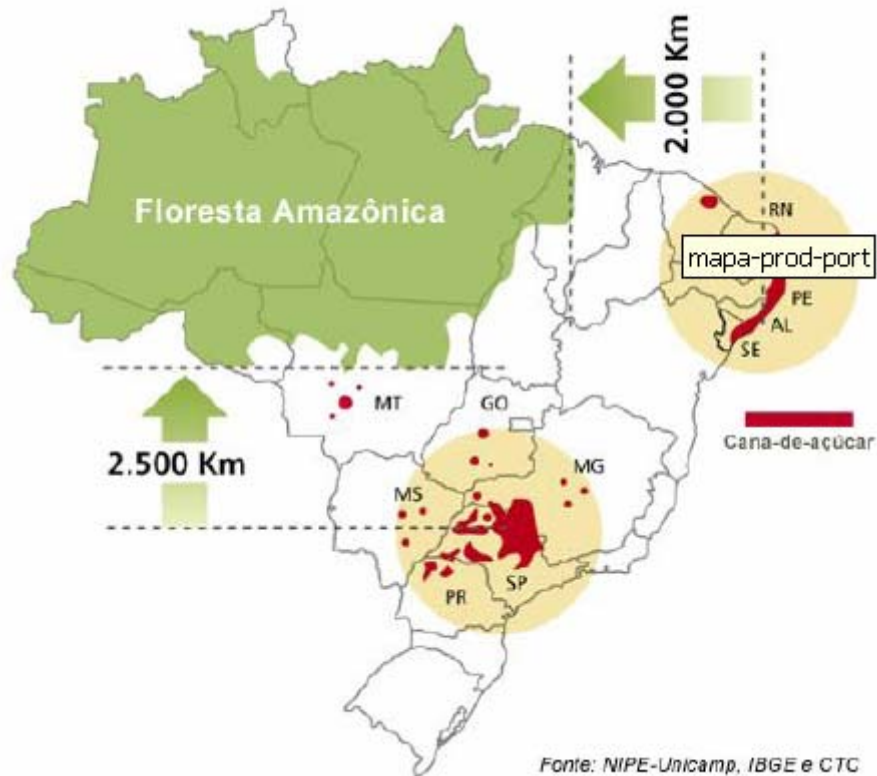 2.000 Km
Floresta Amazônica
RN
mapa-prod-port
PE
AL
SE
MT
GO
Cana-de-açúcar
2.500 Km
MG
MS
SP
PR
Fonte: NIPE-Unicamp, IBGE e CTC